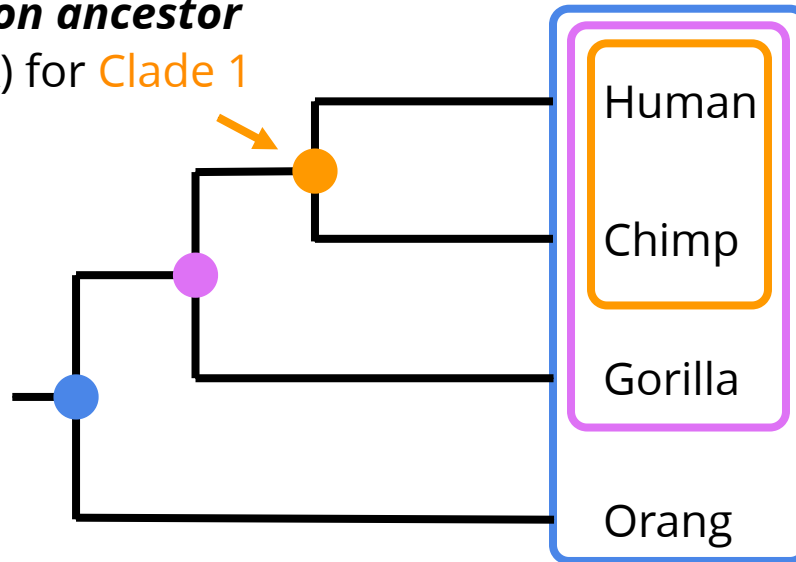 on ancestor
) for Clade 1
Human
Chimp
Gorilla
Orang